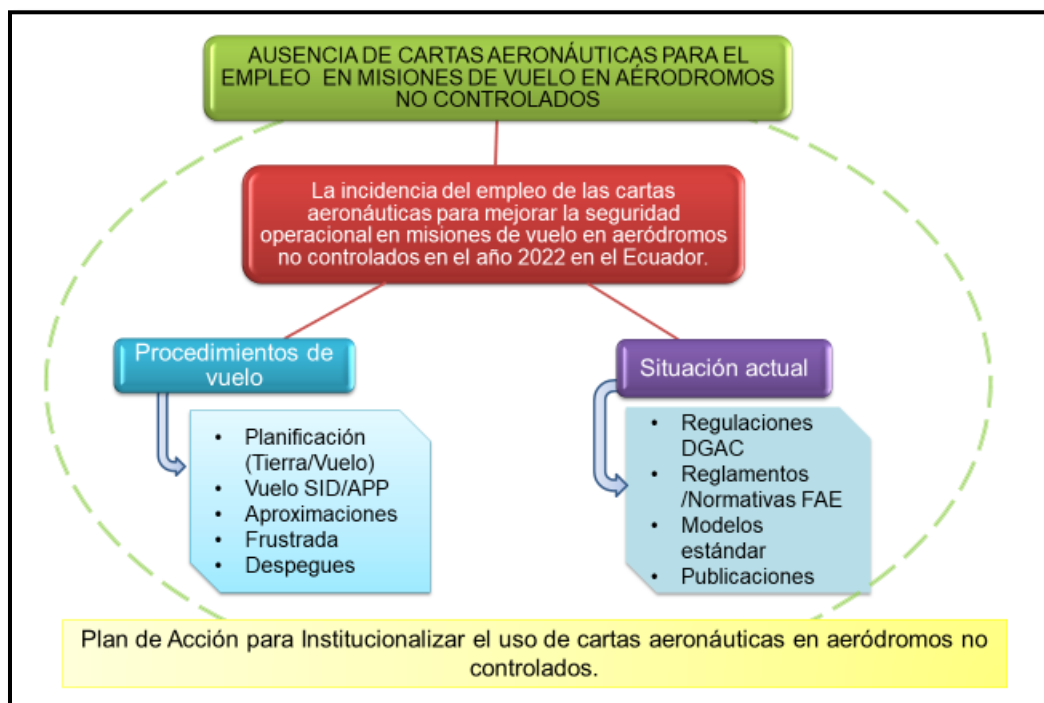 AUSENCIA DE CARTAS AERONÁUTICAS PARA EL
EMPLEO EN MISIONES DE VUELO EN AÉRODROMOS
NO CONTROLADOS
La incidencia del empleo de las cartas
aeronáuticas para mejorar la seguridad
operacional en misiones de vuelo en aeródromos
no controlados en el año 2022 en el Ecuador.
Procedimientos de
vuelo
• Planificación
(Tierra/Vuelo)
• Vuelo SID/APP
• Aproximaciones
• Frustrada
• Despegues
Situación actual
• Regulaciones
DGAC
• Reglamentos
/Normativas FAE
• Modelos
estándar
• Publicaciones
Plan de Acción para Institucionalizar el uso de cartas aeronáuticas en aeródromos no
controlados.